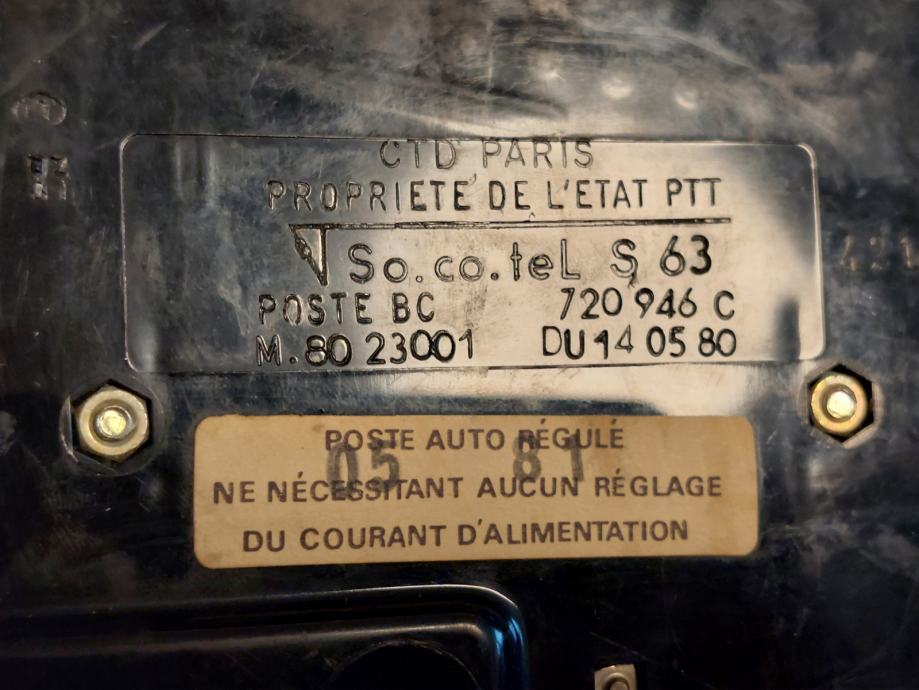 CTD PARIS
PROPRIETE DE L'ETAT PTT
So.co.tel S 63
POSTE BC 720 946 C
M. 80 23001 DU 14 05 80
POSTE AUTO RÉGULÉ
05 81
NE NÉCESSITANT AUCUN RÉGLAGE
DU COURANT D'ALIMENTATION